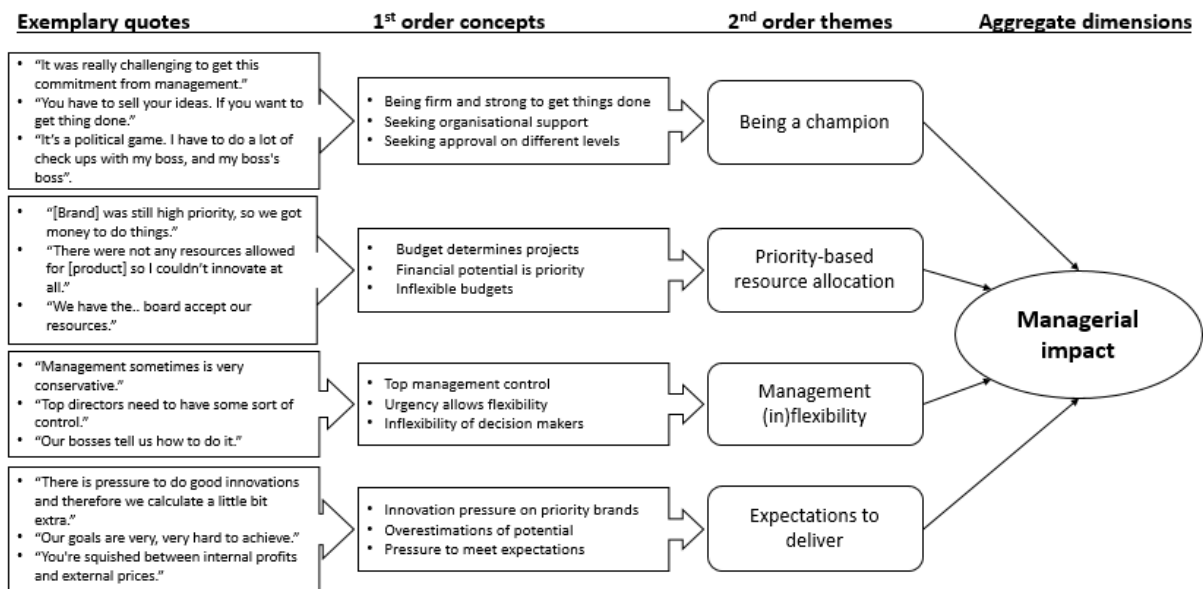 Exemplary quotes
1st order concepts
2nd order themes
Aggregate dimensions
• “It was really challenging to get this
commitment from management.”
• “You have to sell your ideas. If you want to
get thing done.”
• “It’s a political game. I have to do a lot of
check ups with my boss, and my boss's
boss”.
• Being firm and strong to get things done
• Seeking organisational support
• Seeking approval on different levels
Being a champion
• “[Brand] was still high priority, so we got
money to do things.”
• “There were not any resources allowed
for [product] so I couldn’t innovate at
all.”
• “We have the.. board accept our
resources.”
• Budget determines projects
• Financial potential is priority
• Inflexible budgets
Priority-based
resource allocation
• “Management sometimes is very
conservative.”
• “Top directors need to have some sort of
control.”
• “Our bosses tell us how to do it.”
• Top management control
• Urgency allows flexibility
• Inflexibility of decision makers
Management
(in)flexibility
• “There is pressure to do good innovations
and therefore we calculate a little bit
extra.”
• “Our goals are very, very hard to achieve.”
• “You're squished between internal profits
and external prices.”
• Innovation pressure on priority brands
• Overestimations of potential
• Pressure to meet expectations
Expectations to
deliver
Managerial
impact